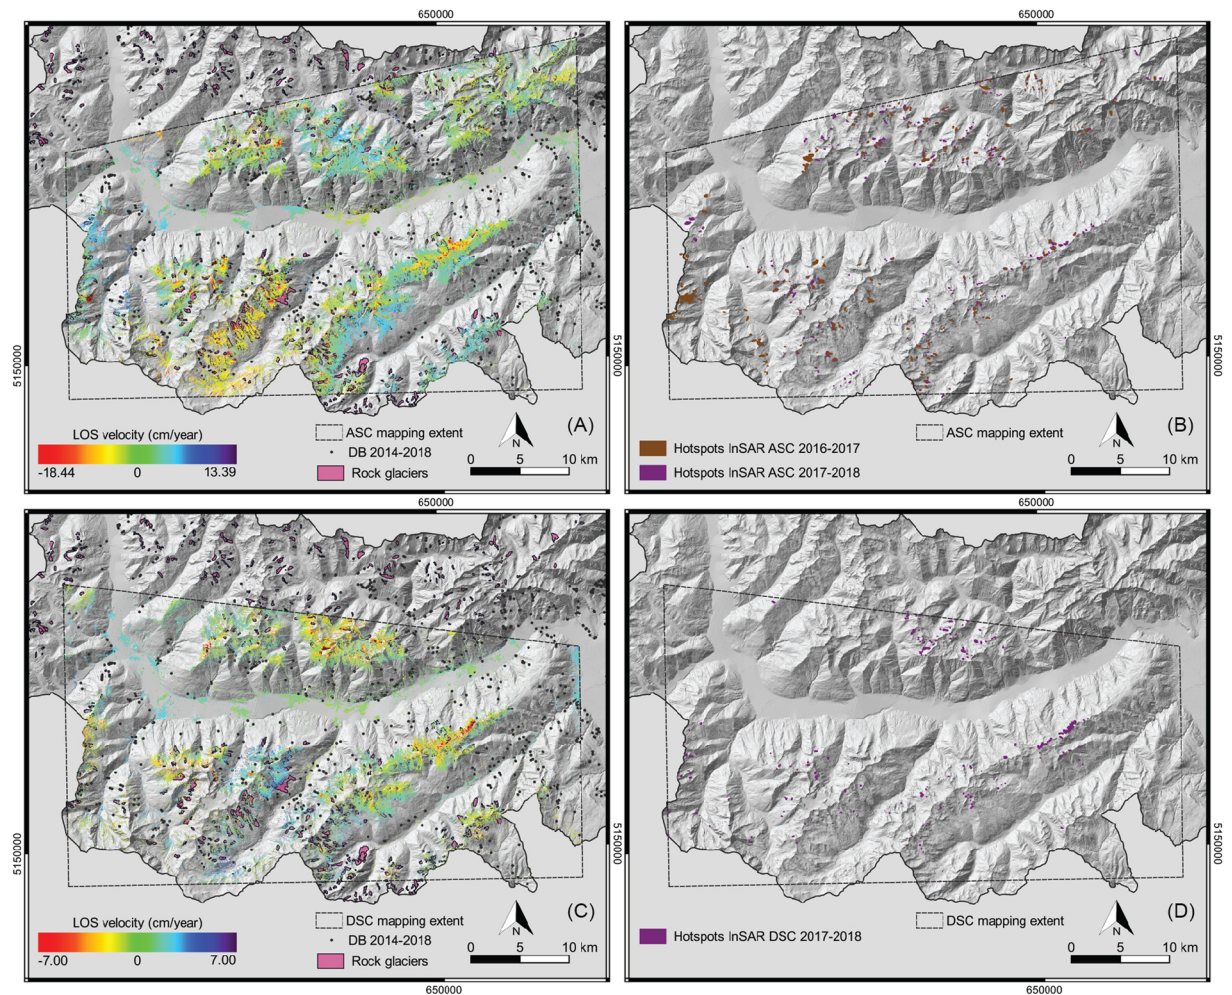 650000
650000
LOS velocity (cm/year)
-18.44 0 13.39
ASC mapping extent
DB 2014-2018
Rock glaciers
N
0 5 10 km
(A)
5150000
Hotspots InSAR ASC 2016-2017
Hotspots InSAR ASC 2017-2018
ASC mapping extent
N
0 5 10 km
(B)
5150000
650000
650000
LOS velocity (cm/year)
-7.00 0 7.00
DSC mapping extent
DB 2014-2018
Rock glaciers
N
0 5 10 km
(C)
5150000
5150000
Hotspots InSAR DSC 2017-2018
DSC mapping extent
N
0 5 10 km
(D)
5150000
5150000
650000
650000